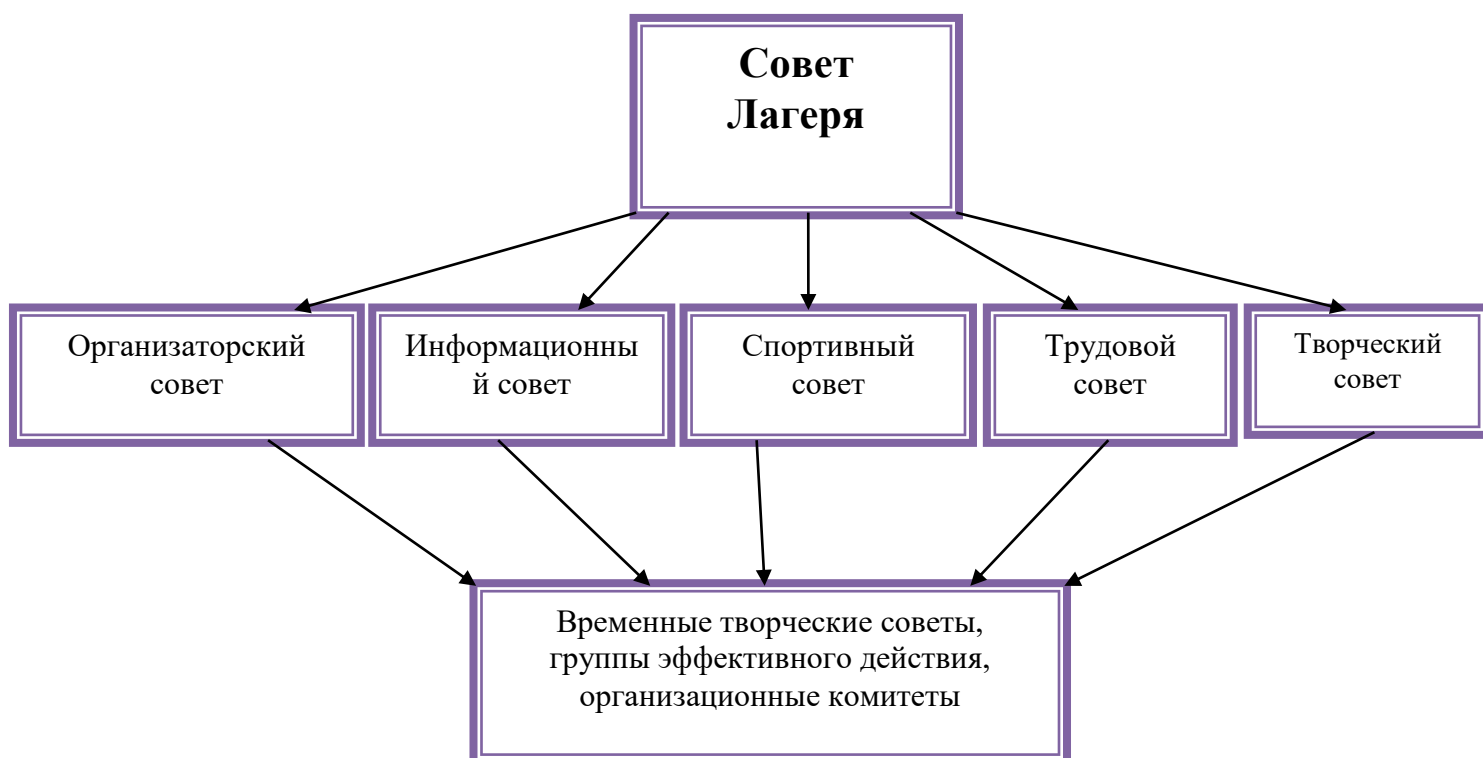 Совет
Лагеря
Организаторский
совет
Информационны
й совет
Спортивный
совет
Трудовой
совет
Творческий
совет
Временные творческие советы,
группы эффективного действия,
организационные комитеты